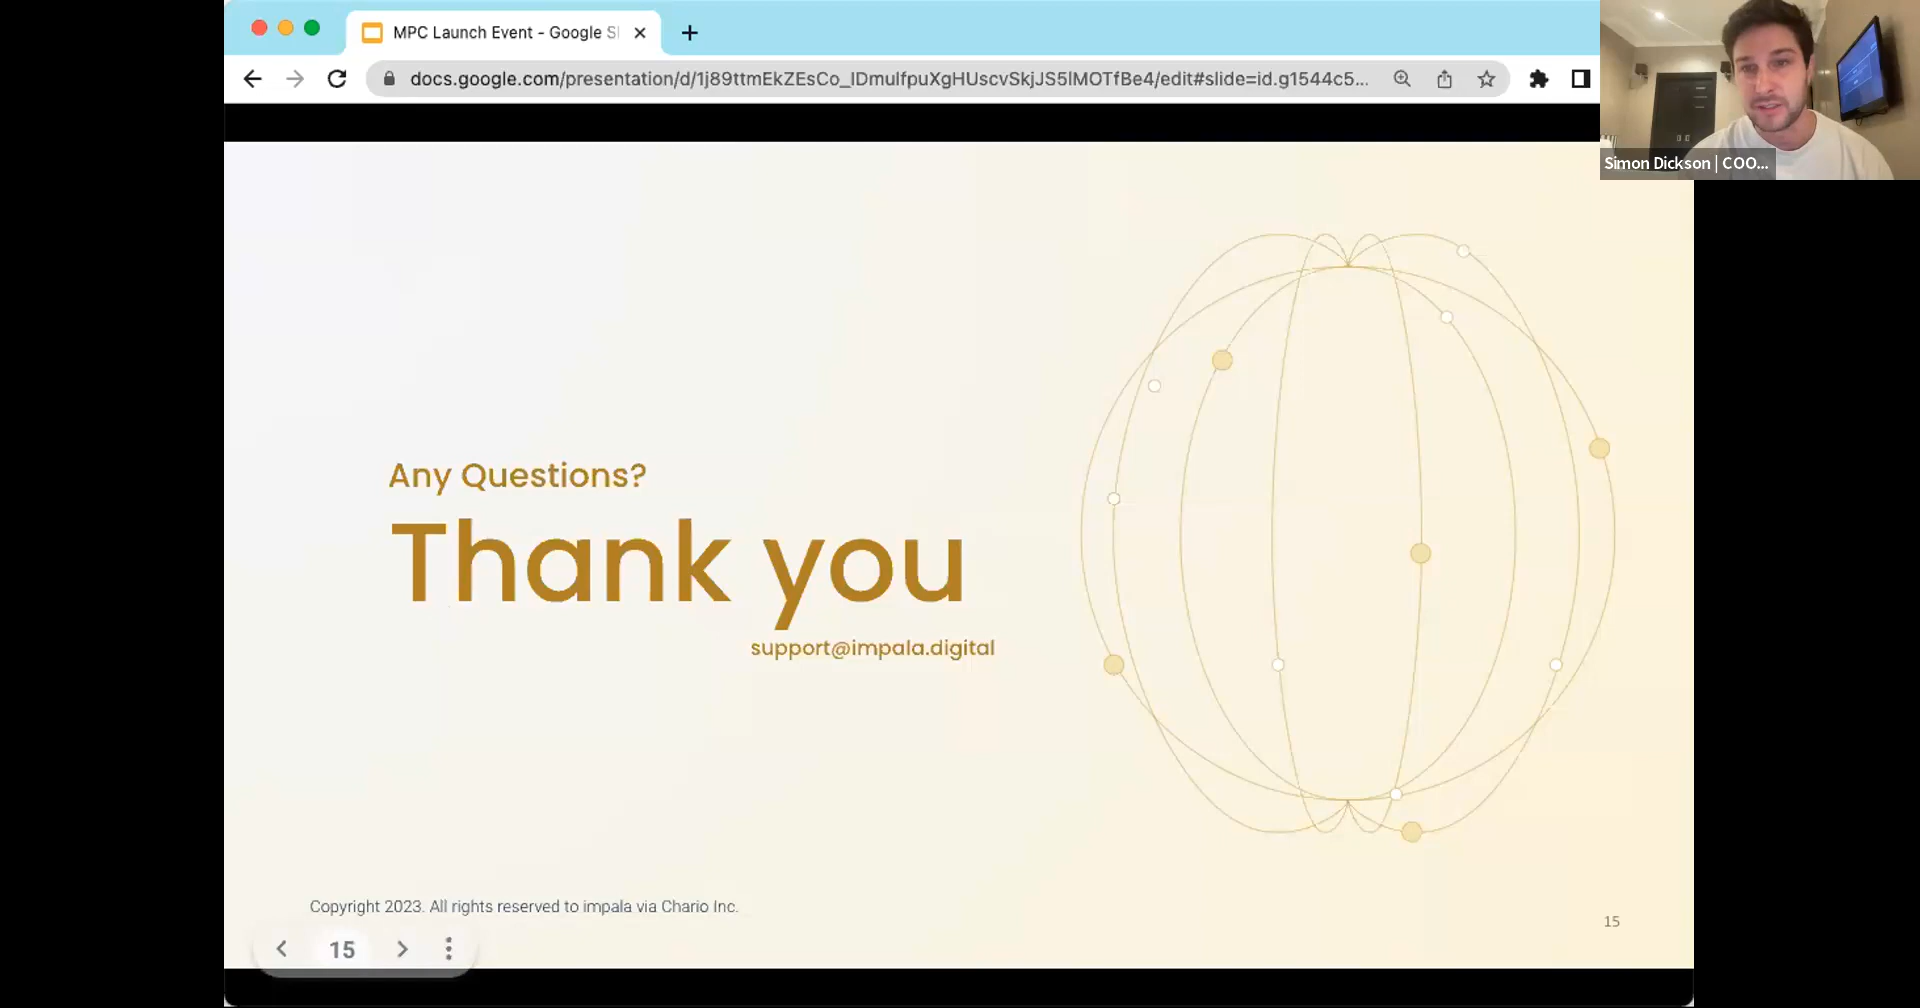 MPC Launch Event - Google Sl
docs.google.com/presentation/d/1j89ttmEkZEsCo_lDmulfpuXgHUscvSkjJS5lMOTfBe4/edit#slide=id.g1544c5...
Simon Dickson | COO...
Any Questions?
Thank you
support@impala.digital
Copyright 2023. All rights reserved to impala via Chario Inc.
15
15